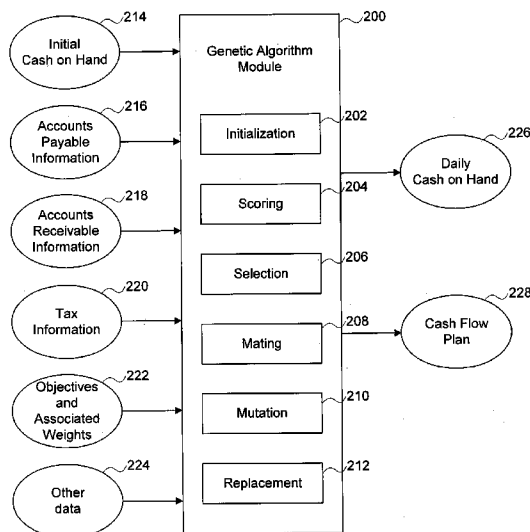 Initial
Cash on Hand
214
Accounts
Payable
Information
216
Accounts
Receivable
Information
218
Tax
Information
220
Objectives
and
Associated
Weights
222
Other
data
224
Genetic Algorithm
Module
200
Initialization
202
Scoring
204
Selection
206
Mating
208
Mutation
210
Replacement
212
Daily
Cash on Hand
226
Cash Flow
Plan
228